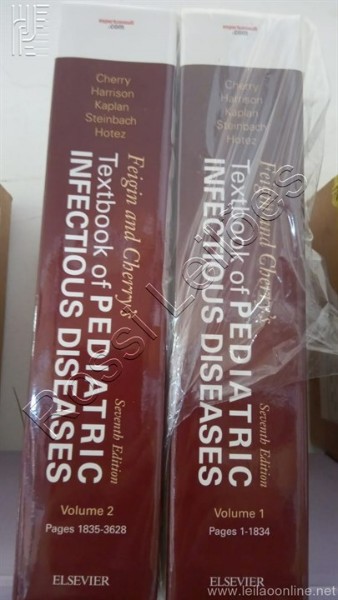 .com
Cherry
Harrison
Kaplan
Steinbach
Hotez
Feigin and Cherry's
Textbook of PEDIATRIC
INFECTIOUS DISEASES
Seventh Edition
Volume 2
Pages 1835-3628
ELSEVIER
.com
Cherry
Harrison
Kaplan
Steinbach
Hotez
Feigin and Cherry's
Textbook of PEDIATRIC
INFECTIOUS DISEASES
Seventh Edition
Volume 1
Pages 1-1834
ELSEVIER
www.leilaoonline.net